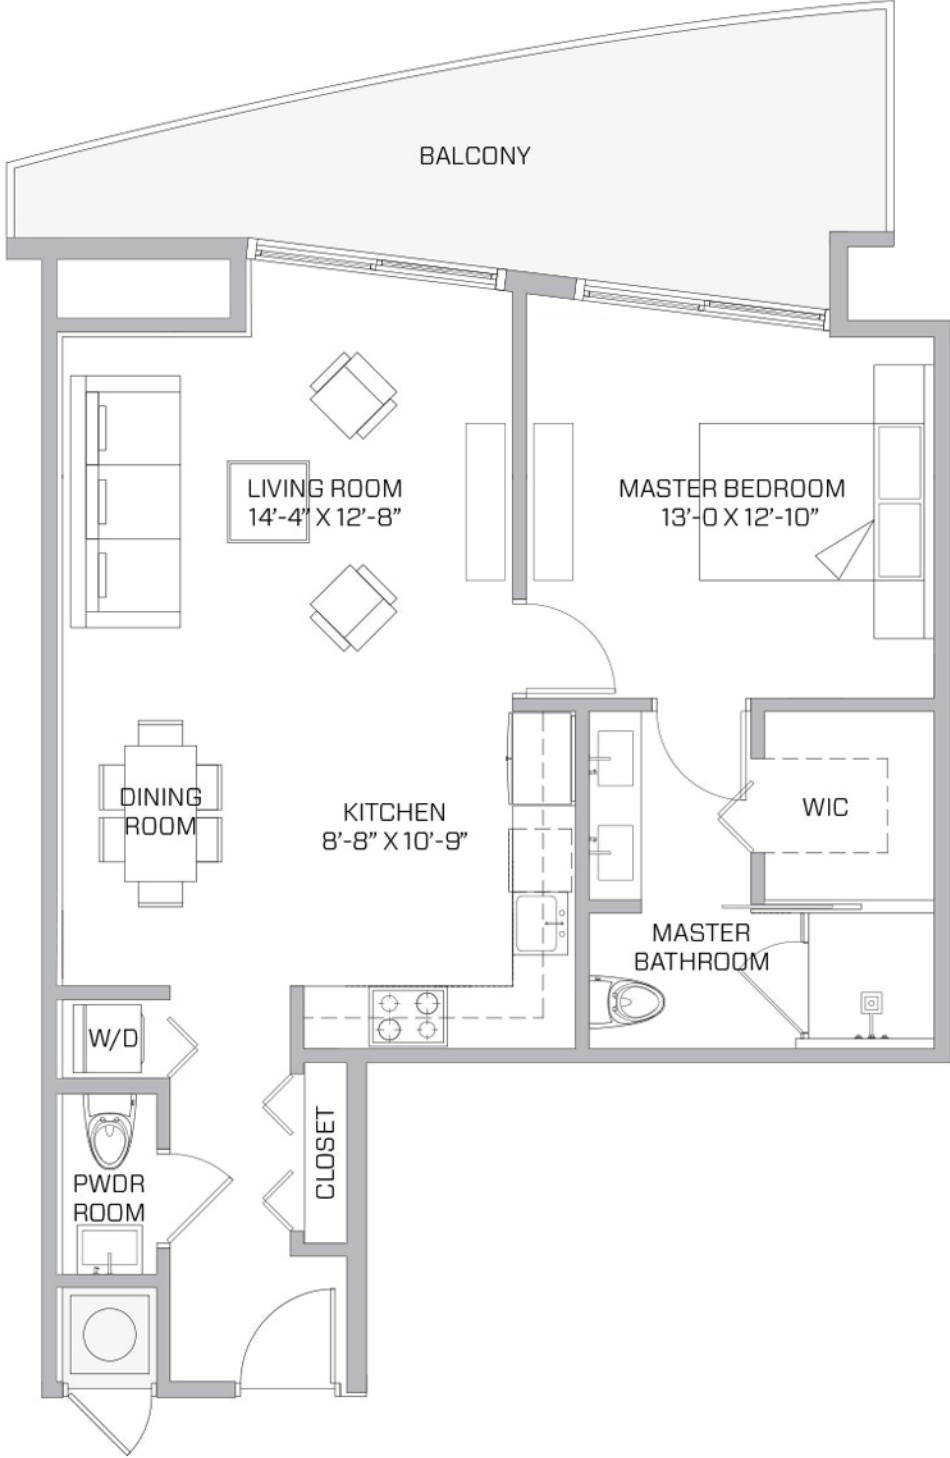 BALCONY
LIVING ROOM
14’-4” X 12’-8”
MASTER BEDROOM
13’-0 X 12’-10”
DINING
ROOM
KITCHEN
8’-8” X 10’-9”
WIC
MASTER
BATHROOM
W/D
CLOSET
PWDR
ROOM